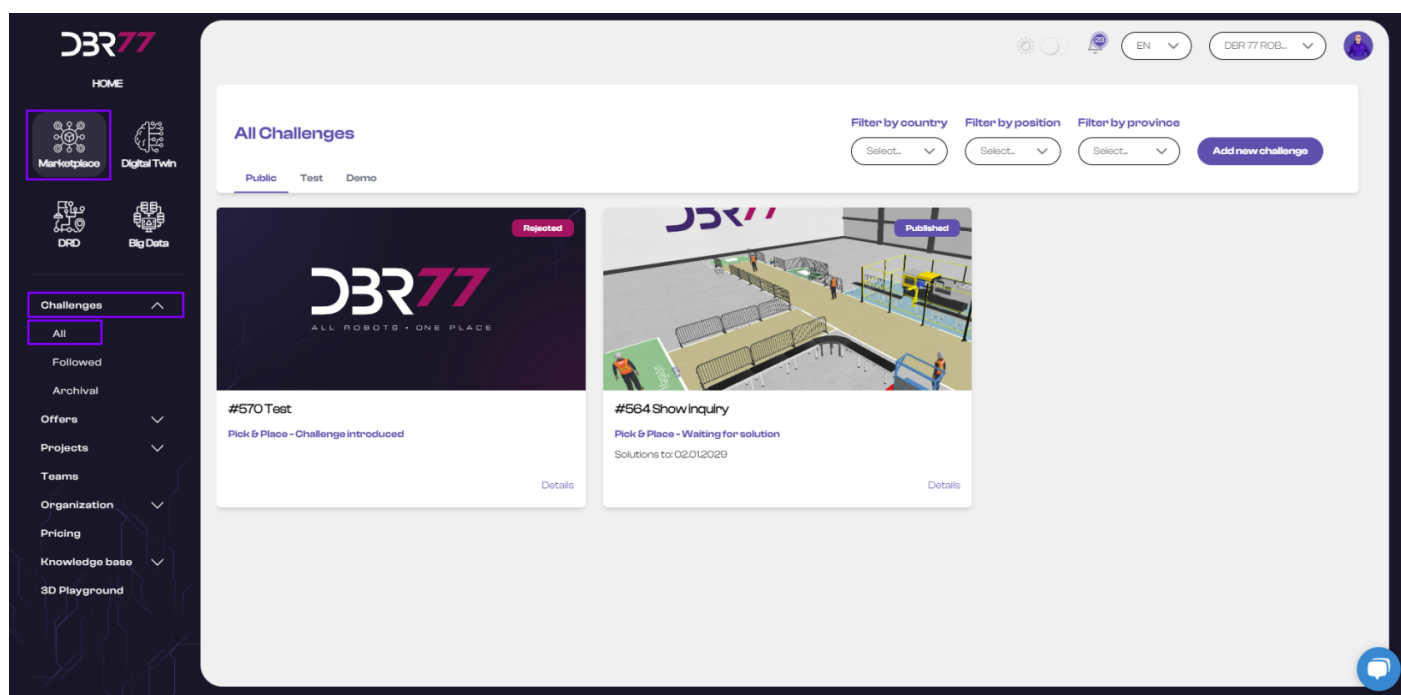 DBR77
HOME
Marketplace
Digital Twin
DRD
Big Data
Challenges
All
Followed
Archival
Offers
Projects
Teams
Organization
Pricing
Knowledge base
3D Playground
EN
DBR 77 ROB...
All Challenges
Filter by country
Filter by position
Filter by province
Select...
Select...
Select...
Add new challenge
Public
Test
Demo
Rejected
DBR77
ALL ROBOTS • ONE PLACE
#570 Test
Pick & Place - Challenge introduced
Details
DBR77
Published
#564 Show inquiry
Pick & Place - Waiting for solution
Solutions to: 02.01.2029
Details